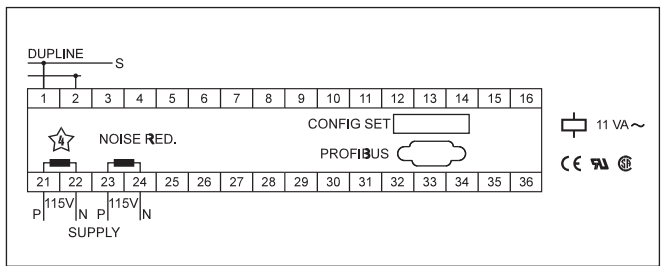 DUPLINE
S
1 2 3 4 5 6 7 8 9 10 11 12 13 14 15 16
CONFIG SET
11 VA~
4
NOISE RED.
PROFIBUS
CE
21 22 23 24 25 26 27 28 29 30 31 32 33 34 35 36
P 115V N P 115V N
SUPPLY